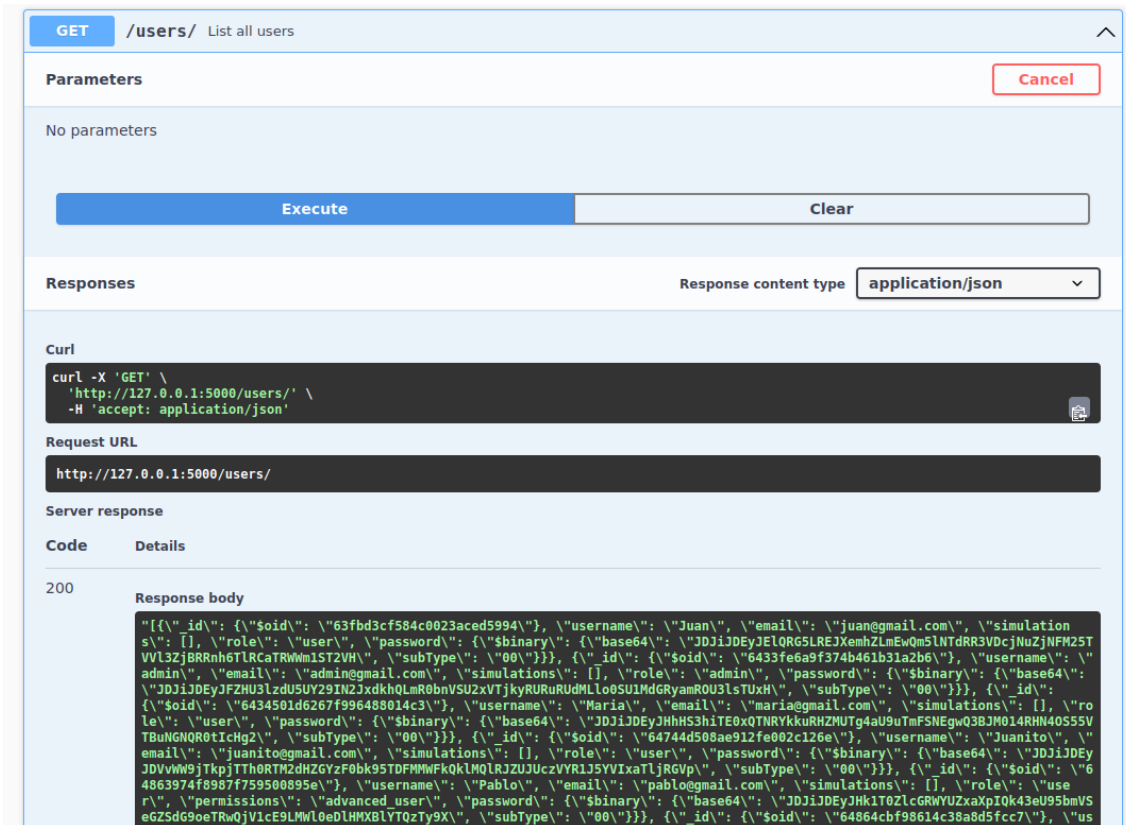 GET /users/ List all users
Parameters
Cancel
No parameters
Execute
Clear
Responses
Response content type
application/json
Curl
curl -X 'GET' \
'http://127.0.0.1:5000/users/' \
-H 'accept: application/json'
Request URL
http://127.0.0.1:5000/users/
Server response
Code Details
200
Response body
"[{\"_id\": {\"$oid\": \"63fbd3cf584c0023aced5994\"}, \"username\": \"Juan\", \"email\": \"juan@gmail.com\", \"simulation
s\": [], \"role\": \"user\", \"password\": {\"$binary\": {\"base64\": \"JDJiJDEyJElQRG5LREJXemhZLmEwQm5lNTdRR3VDcjNuZjNFM25T
VVl3ZjBRRnh6TlRCaTRWWm1ST2VH\", \"subType\": \"00\"}}}, {\"_id\": {\"$oid\": \"6433fe6a9f374b461b31a2b6\"}, \"username\": \"
admin\", \"email\": \"admin@gmail.com\", \"simulations\": [], \"role\": \"admin\", \"password\": {\"$binary\": {\"base64\":
\"JDJiJDEyJFZHU3lzdU5UY29IN2JxdkhQLmR0bnVSU2xVTjkyRURuRUdMLlo0SU1MdGRyamROU3lsTUxH\", \"subType\": \"00\"}}}, {\"_id\":
{\"$oid\": \"6434501d6267f996488014c3\"}, \"username\": \"Maria\", \"email\": \"maria@gmail.com\", \"simulations\": [], \"ro
le\": \"user\", \"password\": {\"$binary\": {\"base64\": \"JDJiJDEyJHhHS3hiTE0xQTNRYkkuRHZMUTg4aU9uTmFSNEgwQ3BJM014RHN4OS55V
TBuNGNQR0tIcHg2\", \"subType\": \"00\"}}}, {\"_id\": {\"$oid\": \"64744d508ae912fe002c126e\"}, \"username\": \"Juanito\", \"
email\": \"juanito@gmail.com\", \"simulations\": [], \"role\": \"user\", \"password\": {\"$binary\": {\"base64\": \"JDJiJDEy
JDVvWW9jTkpjTTh0RTM2dHZGYzF0bk95TDFMMWFkQklMQlRJZUJUczVYR1J5YVIxaTljRGVp\", \"subType\": \"00\"}}}, {\"_id\": {\"$oid\": \"6
4863974f8987f759500895e\"}, \"username\": \"Pablo\", \"email\": \"pablo@gmail.com\", \"simulations\": [], \"role\": \"use
r\", \"permissions\": \"advanced_user\", \"password\": {\"$binary\": {\"base64\": \"JDJiJDEyJHk1T0ZlcGRWYUZxaXpIQk43eU95bmVS
eGZSdG9oeTRwQjV1cE9LMWl0eDlHMXBlYTQzTy9X\", \"subType\": \"00\"}}}, {\"_id\": {\"$oid\": \"64864cbf98614c38a8d5fcc7\"}, \"us